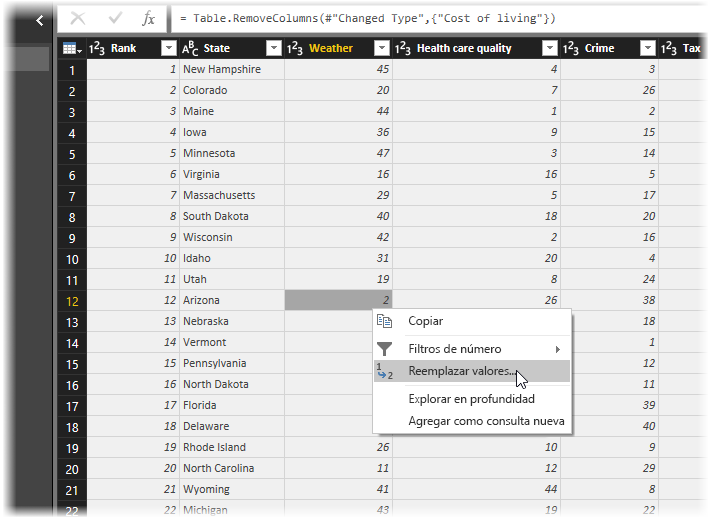 = Table.RemoveColumns(#"Changed Type",{"Cost of living"})
1²3 Rank ABC State 1²3 Weather 1²3 Health care quality 1²3 Crime 1²3 Tax
1 1 New Hampshire 45 4 3
2 2 Colorado 20 7 26
3 3 Maine 44 1 2
4 4 Iowa 36 9 15
5 5 Minnesota 47 3 14
6 6 Virginia 16 16 5
7 7 Massachusetts 29 5 17
8 8 South Dakota 40 18 20
9 9 Wisconsin 42 2 16
10 10 Idaho 31 20 4
11 11 Utah 19 8 24
12 12 Arizona 2 26 38
13 13 Nebraska 18
14 14 Vermont 1
15 15 Pennsylvania 12
16 16 North Dakota 11
17 17 Florida 39
18 18 Delaware 40
19 19 Rhode Island 26 10 9
20 20 North Carolina 11 12 29
21 21 Wyoming 41 44 8
22 22 Michigan 43 19 22
Copiar
Filtros de número
Reemplazar valores...
Explorar en profundidad
Agregar como consulta nueva